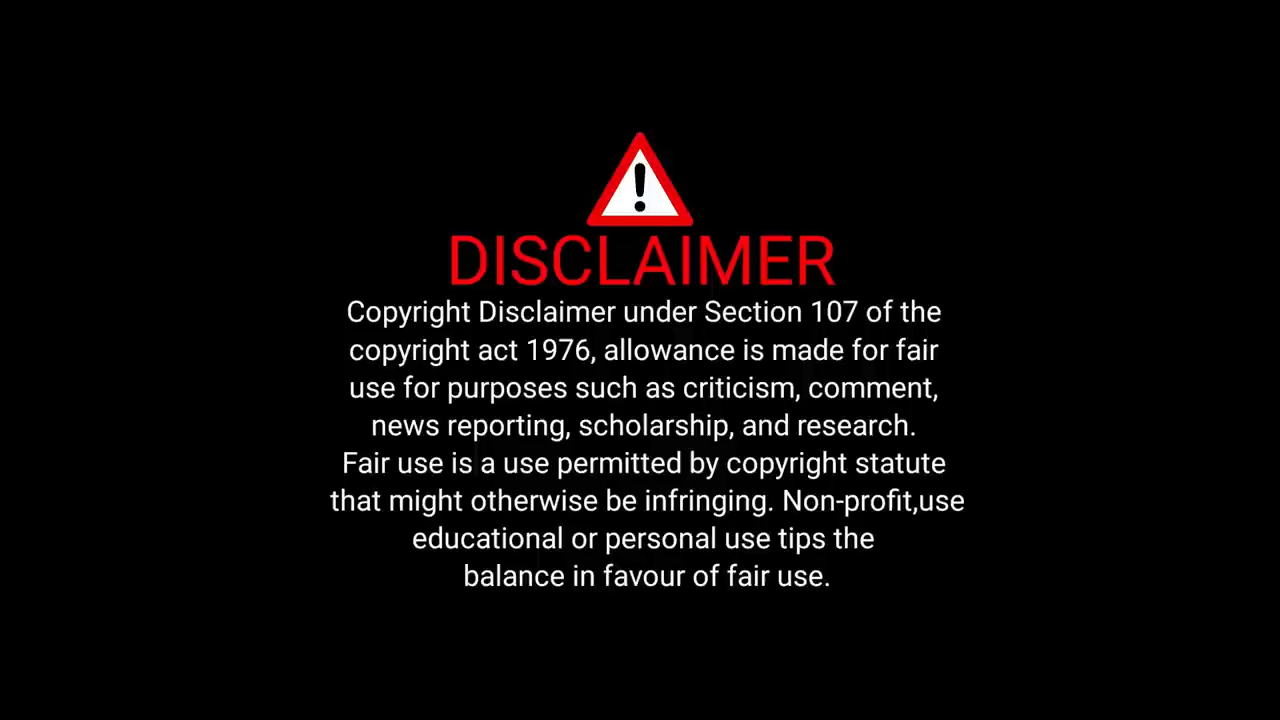 DISCLAIMER
Copyright Disclaimer under Section 107 of the
copyright act 1976, allowance is made for fair
use for purposes such as criticism, comment,
news reporting, scholarship, and research.
Fair use is a use permitted by copyright statute
that might otherwise be infringing. Non-profit,use
educational or personal use tips the
balance in favour of fair use.